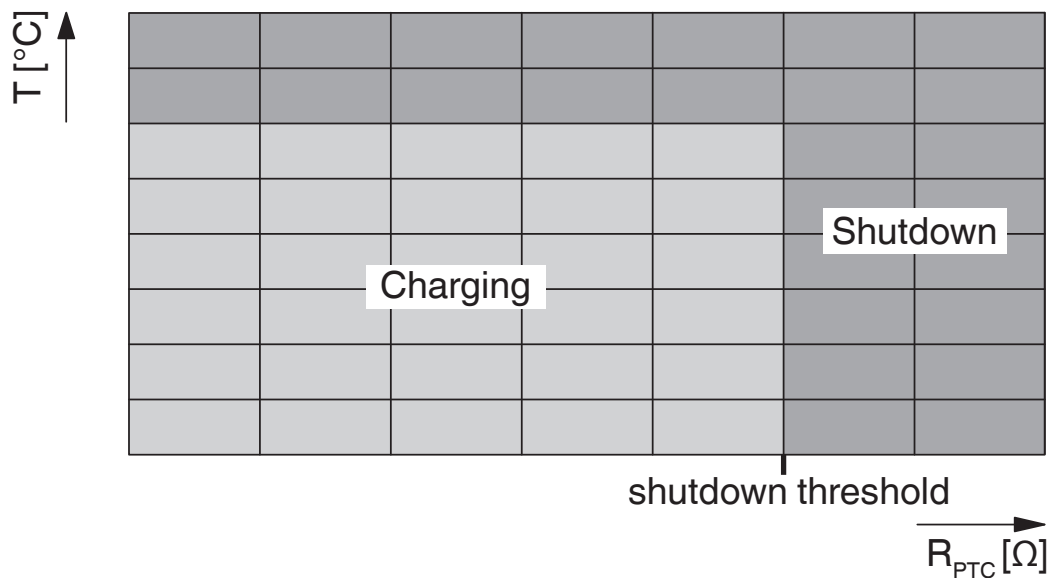 T [°C]
Shutdown
Charging
shutdown threshold
R_PTC [Ω]